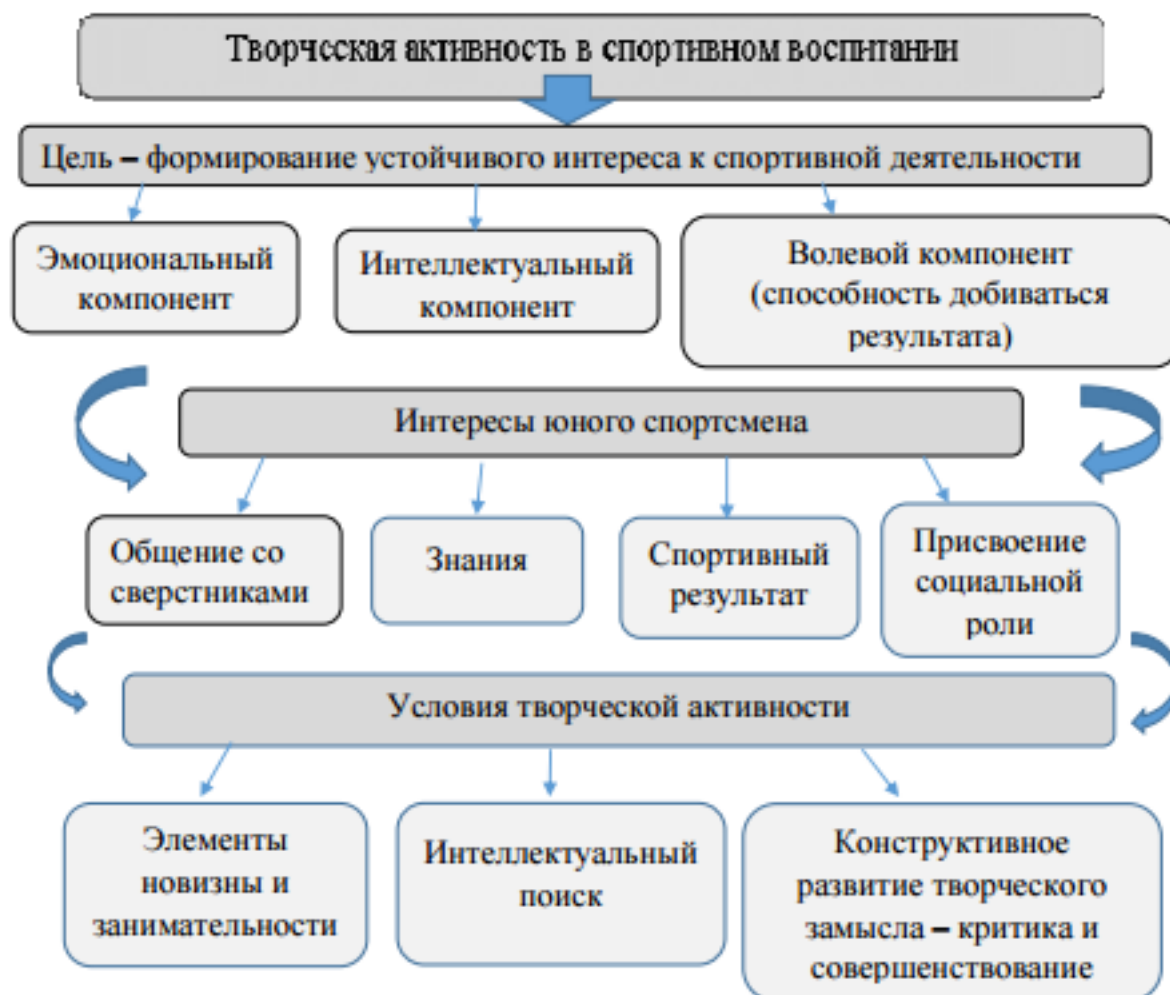 Творческая активность в спортивном воспитании
Цель – формирование устойчивого интереса к спортивной деятельности
Эмоциональный
компонент
Интеллектуальный
компонент
Волевой компонент
(способность добиваться
результата)
Интересы юного спортсмена
Общение со
сверстниками
Знания
Спортивный
результат
Присвоение
социальной
роли
Условия творческой активности
Элементы
новизны и
занимательности
Интеллектуальный
поиск
Конструктивное
развитие творческого
замысла – критика и
совершенствование